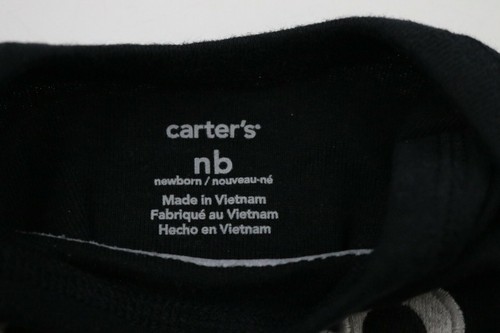 carter's
nb
newborn / nouveau-né
Made in Vietnam
Fabriqué au Vietnam
Hecho en Vietnam